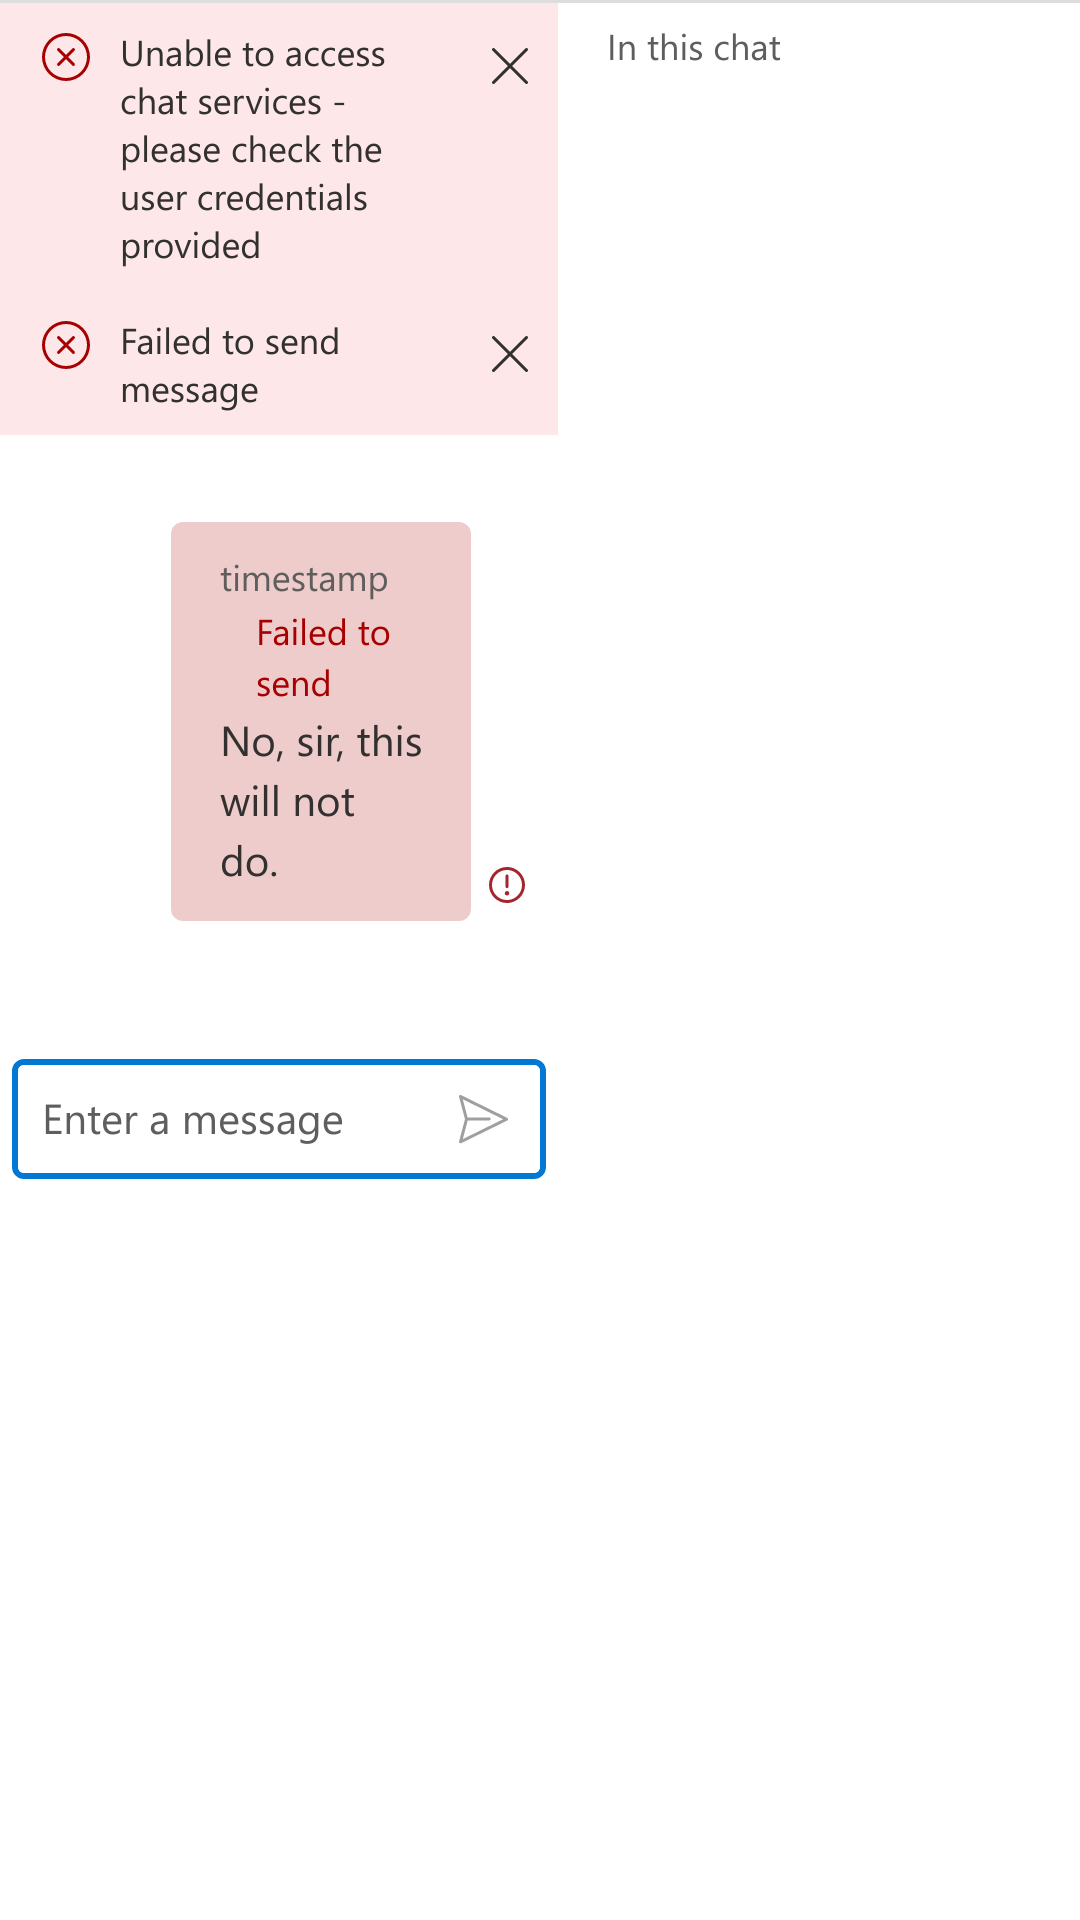 Unable to access
chat services -
please check the
user credentials
provided
Failed to send
message
In this chat
timestamp
Failed to
send
No, sir, this
will not
do.
Enter a message